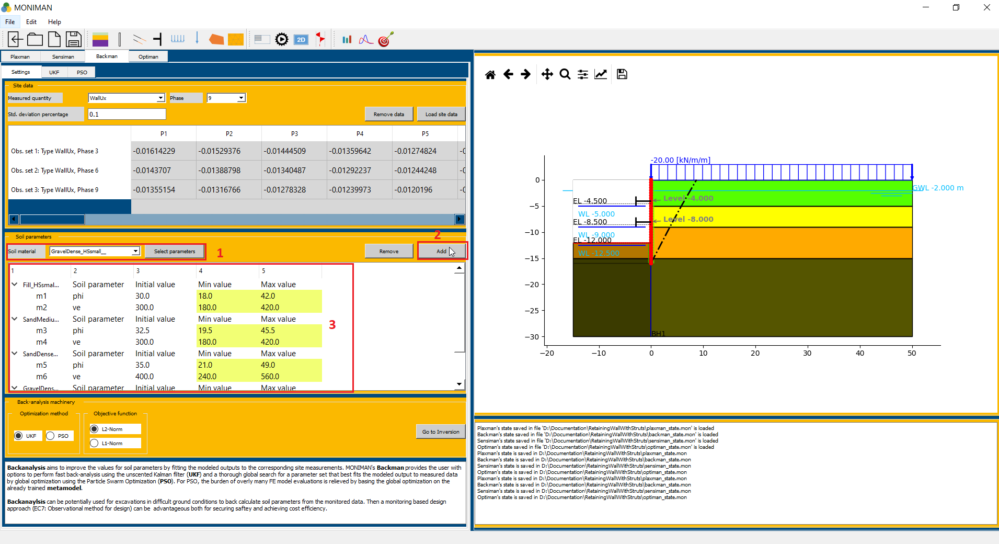 MONIMAN
File Edit Help
2D
Plaxman Sensiman Backman Optiman
Settings UKF PSO
Site data
Measured quantity WallUx Phase 9
Std. deviation percentage 0.1 Remove data Load site data
P1 P2 P3 P4 P5
Obs. set 1: Type WallUx, Phase 3 -0.01614229 -0.01529376 -0.01444509 -0.01359642 -0.01274824 -0
Obs. set 2: Type WallUx, Phase 6 -0.0143707 -0.01388798 -0.01340487 -0.01292237 -0.01244248 -0
Obs. set 3: Type WallUx, Phase 9 -0.01355154 -0.01316766 -0.01278328 -0.01239973 -0.0120196 -0
Soil parameters
2
Soil material GravelDense_HSsmall__ Select parameters 1 Remove Add
1 2 3 4 5
Fill_HSsmal... Soil parameter Initial value Min value Max value
m1 phi 30.0 18.0 42.0
m2 ve 300.0 180.0 420.0
SandMediu... Soil parameter Initial value Min value Max value
3
m3 phi 32.5 19.5 45.5
m4 ve 300.0 180.0 420.0
SandDense... Soil parameter Initial value Min value Max value
m5 phi 35.0 21.0 49.0
m6 ve 400.0 240.0 560.0
GravelDens... Soil parameter Initial value Min value Max value
Back-analysis machinery
Optimization method Objective function
UKF PSO L2-Norm
L1-Norm
Go to Inversion
Backanalysis aims to improve the values for soil parameters by fitting the modeled outputs to the corresponding site measurements. MONIMAN's Backman provides the user with
options to perform fast back-analysis using the unscented Kalman filter (UKF) and a thorough global search for a parameter set that best fits the modeled output to measured data
by global optimization using the Particle Swarm Optimization (PSO). For PSO, the burden of overly many FE model evaluations is relieved by basing the global optimization on the
already trained metamodel.
Backanaylsis can be potentially used for excavations in difficult ground conditions to back calculate soil parameters from the monitored data. Then a monitoring based design
approach (EC7: Observational method for design) can be advantageous both for securing saftey and achieving cost efficiency.
-20.00 [kN/m/m]
GWL -2.000 m
EL -4.500
Level -4.000
WL -5.000
EL -8.500
Level -8.000
WL -9.000
EL -12.000
WL -12.500
BH1
0
−5
−10
−15
−20
−25
−30
−20 −10 0 10 20 30 40 50
Plaxman's state saved in file 'D:\Documentation\RetainingWallWithStruts\plaxman_state.mon' is loaded
Backman's state saved in file 'D:\Documentation\RetainingWallWithStruts\backman_state.mon' is loaded
Sensiman's state saved in file 'D:\Documentation\RetainingWallWithStruts\sensiman_state.mon' is loaded
Optiman's state saved in file 'D:\Documentation\RetainingWallWithStruts\optiman_state.mon' is loaded
Plaxman's state is saved in D:\Documentation\RetainingWallWithStruts\plaxman_state.mon
Backman's state is saved in D:\Documentation\RetainingWallWithStruts\backman_state.mon
Sensiman's state is saved in D:\Documentation\RetainingWallWithStruts\sensiman_state.mon
Optiman's state is saved in D:\Documentation\RetainingWallWithStruts\optiman_state.mon
Plaxman's state is saved in D:\Documentation\RetainingWallWithStruts\plaxman_state.mon
Backman's state is saved in D:\Documentation\RetainingWallWithStruts\backman_state.mon
Sensiman's state is saved in D:\Documentation\RetainingWallWithStruts\sensiman_state.mon
Optiman's state is saved in D:\Documentation\RetainingWallWithStruts\optiman_state.mon